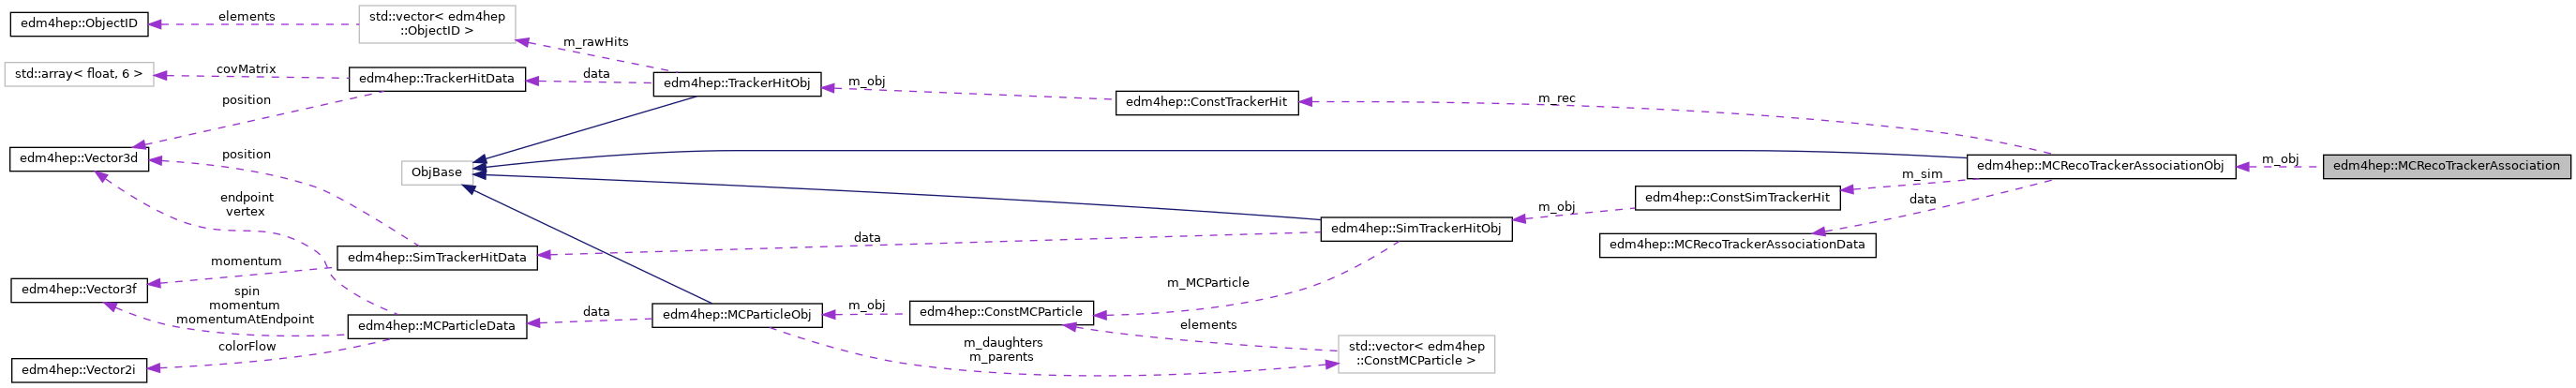 edm4hep::ObjectID
elements
std::vector< edm4hep
::ObjectID >
m_rawHits
std::array< float, 6 >
covMatrix
edm4hep::TrackerHitData
data
edm4hep::TrackerHitObj
m_obj
edm4hep::ConstTrackerHit
m_rec
position
edm4hep::Vector3d
position
ObjBase
edm4hep::MCRecoTrackerAssociationObj
m_obj
edm4hep::MCRecoTrackerAssociation
m_sim
edm4hep::ConstSimTrackerHit
data
m_obj
endpoint
vertex
edm4hep::SimTrackerHitObj
edm4hep::MCRecoTrackerAssociationData
data
edm4hep::SimTrackerHitData
momentum
edm4hep::Vector3f
spin
momentum
momentumAtEndpoint
m_MCParticle
edm4hep::MCParticleData
data
edm4hep::MCParticleObj
m_obj
edm4hep::ConstMCParticle
elements
colorFlow
edm4hep::Vector2i
m_daughters
m_parents
std::vector< edm4hep
::ConstMCParticle >